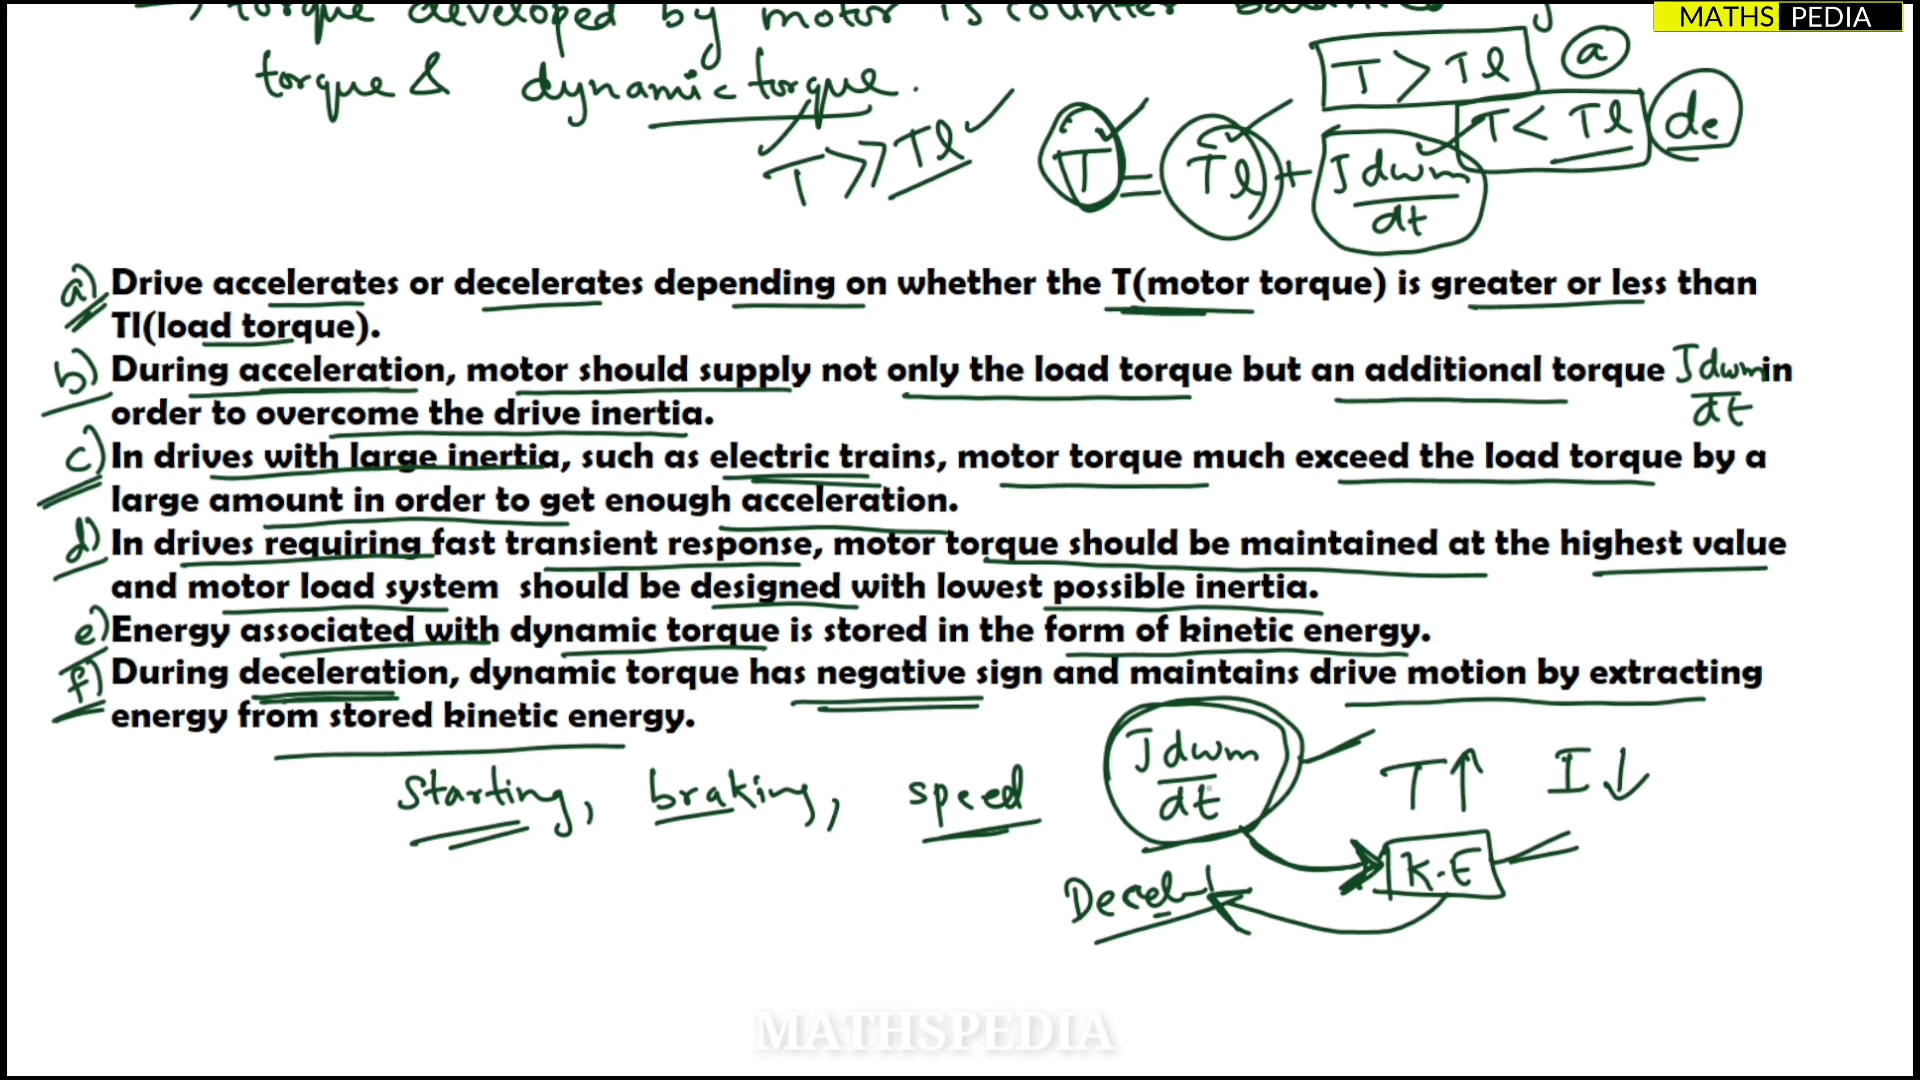 MATHS PEDIA
torque developed by motor is counter
torque & dynamic torque.
T > Tl a
T < Tl de
T >> Tl
T = Tl + J dwm
dt
a) Drive accelerates or decelerates depending on whether the T(motor torque) is greater or less than
Tl(load torque).
b) During acceleration, motor should supply not only the load torque but an additional torque J dwm in
dt
order to overcome the drive inertia.
c) In drives with large inertia, such as electric trains, motor torque much exceed the load torque by a
large amount in order to get enough acceleration.
d) In drives requiring fast transient response, motor torque should be maintained at the highest value
and motor load system should be designed with lowest possible inertia.
e) Energy associated with dynamic torque is stored in the form of kinetic energy.
f) During deceleration, dynamic torque has negative sign and maintains drive motion by extracting
energy from stored kinetic energy.
starting, braking, speed
J dwm
dt
T↑ I↓
K.E
MATHSPEDIA